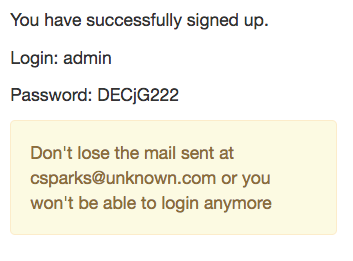 You have successfully signed up.
Login: admin
Password: DECjG222
Don't lose the mail sent at
csparks@unknown.com or you
won't be able to login anymore